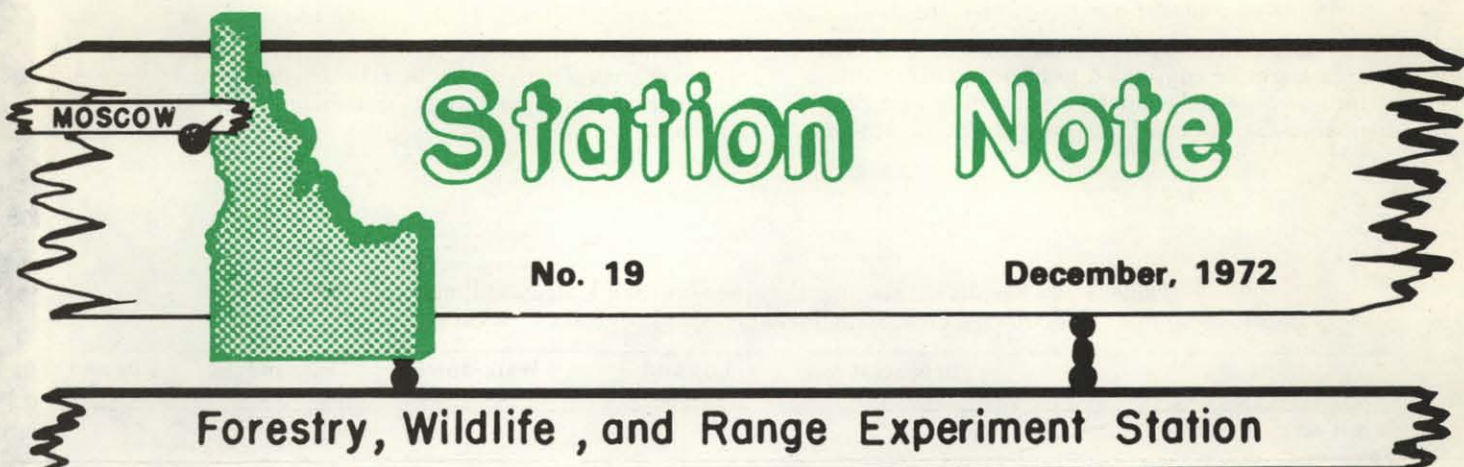 Station Note
MOSCOW
No. 19 December, 1972
Forestry, Wildlife, and Range Experiment Station